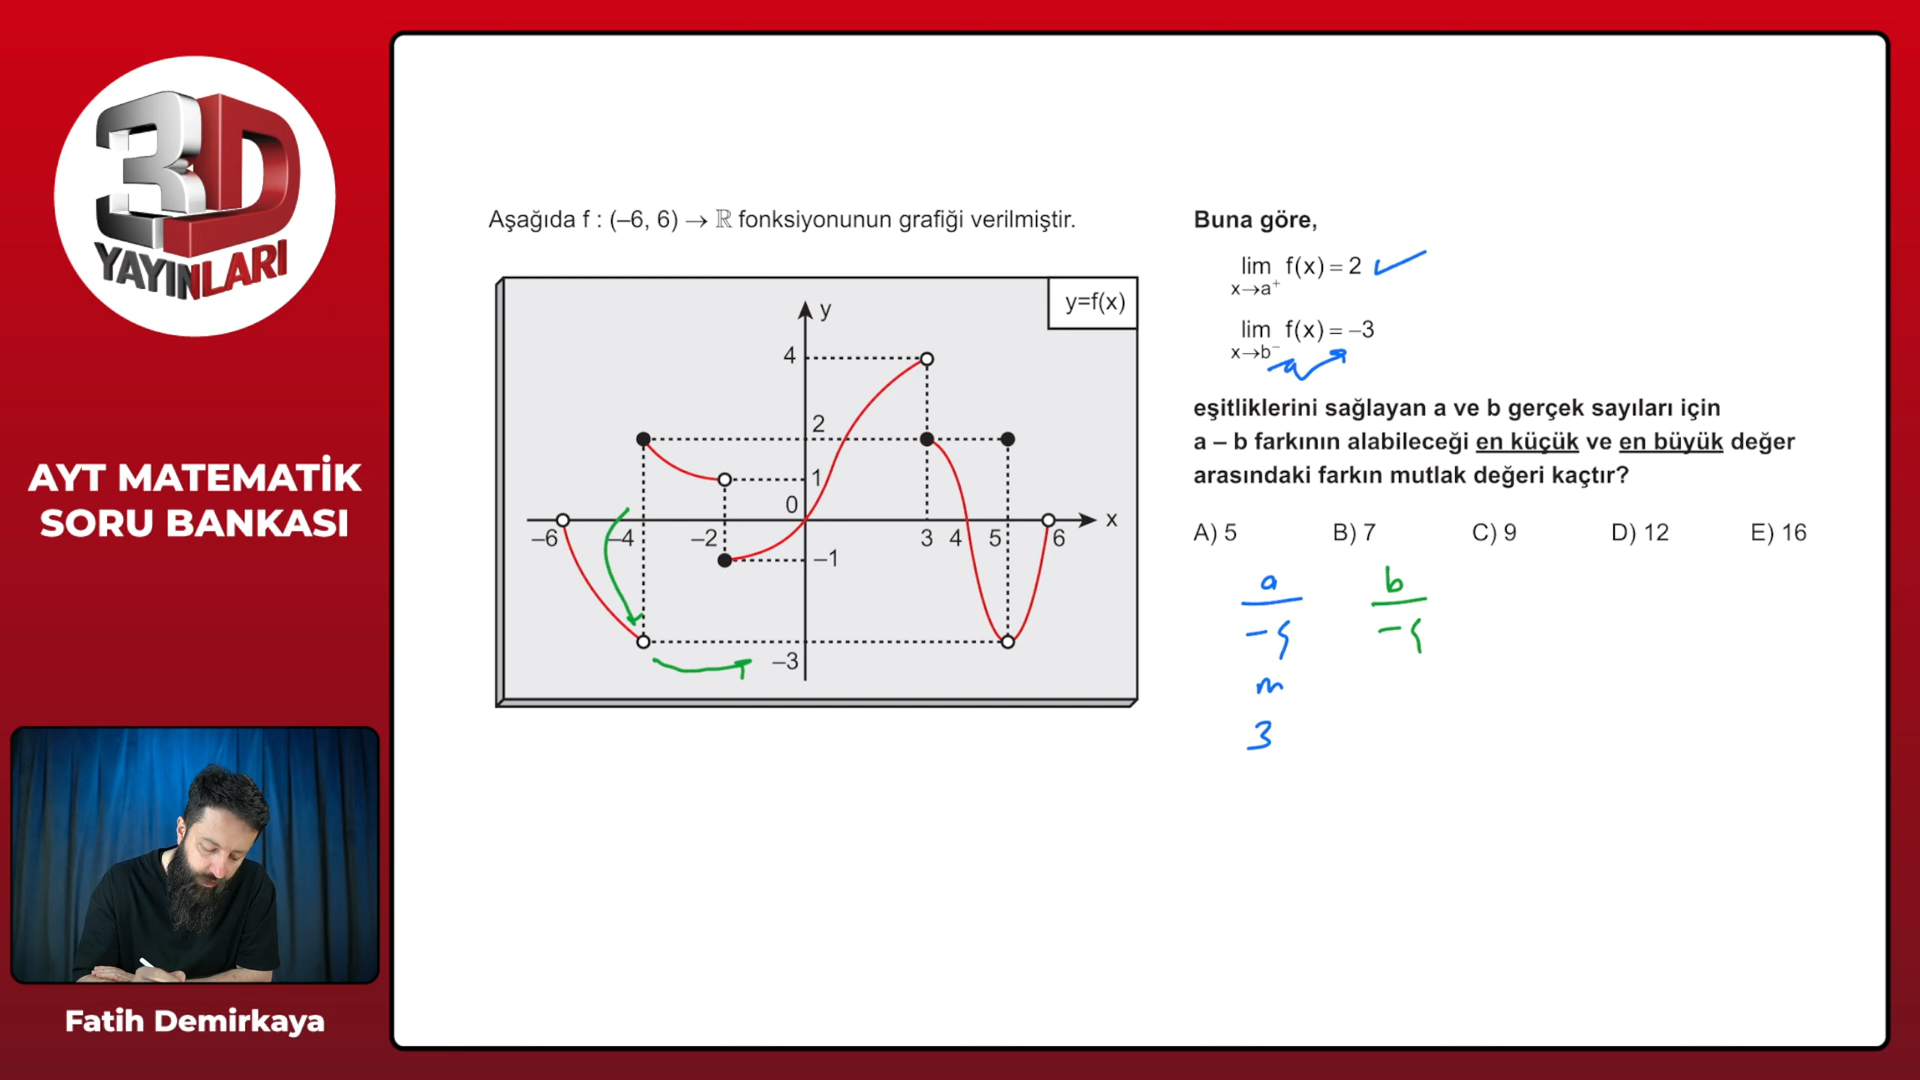 3D
YAYINLARI
AYT MATEMATİK
SORU BANKASI
Fatih Demirkaya
Aşağıda f : (–6, 6) → ℝ fonksiyonunun grafiği verilmiştir.
y=f(x)
y
4
2
1
0
x
–6
–4
–2
3
4
5
6
–1
–3
Buna göre,
lim f(x) = 2
x→a⁺
lim f(x) = –3
x→b⁻
eşitliklerini sağlayan a ve b gerçek sayıları için
a – b farkının alabileceği en küçük ve en büyük değer
arasındaki farkın mutlak değeri kaçtır?
A) 5 B) 7 C) 9 D) 12 E) 16
a b
–4 –4
m
3